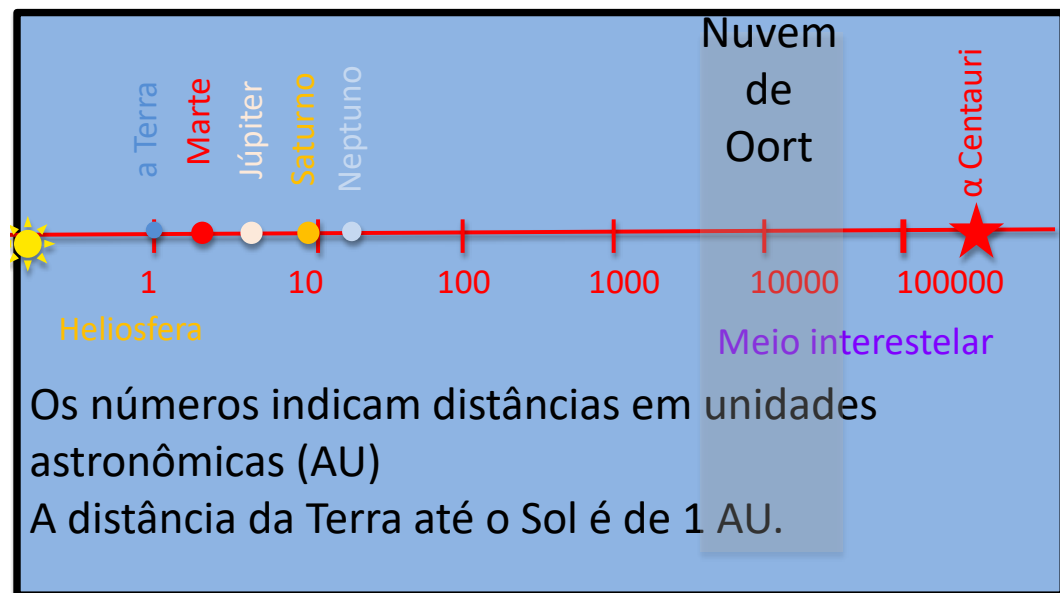 Nuvem
de
Oort
a Terra
Marte
Júpiter
Saturno
Neptuno
α Centauri
1 10 100 1000 10000 100000
Heliosfera
Meio interestelar
Os números indicam distâncias em unidades
astronômicas (AU)
A distância da Terra até o Sol é de 1 AU.